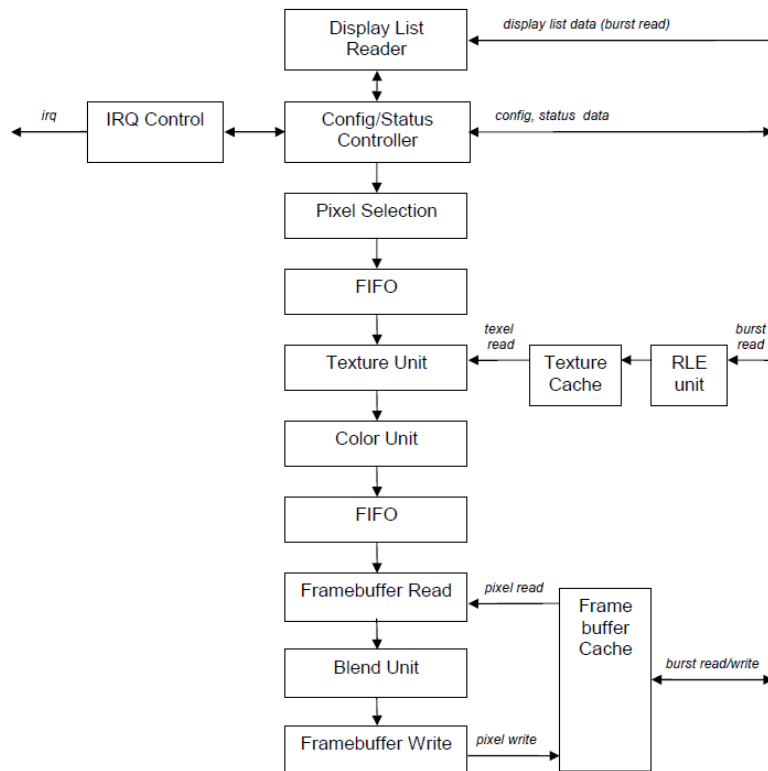 Display List
Reader
display list data (burst read)
irq
IRQ Control
Config/Status
Controller
config, status data
Pixel Selection
FIFO
Texture Unit
texel
read
Texture
Cache
RLE
unit
burst
read
Color Unit
FIFO
Framebuffer Read
pixel read
Frame
buffer
Cache
burst read/write
Blend Unit
Framebuffer Write
pixel write